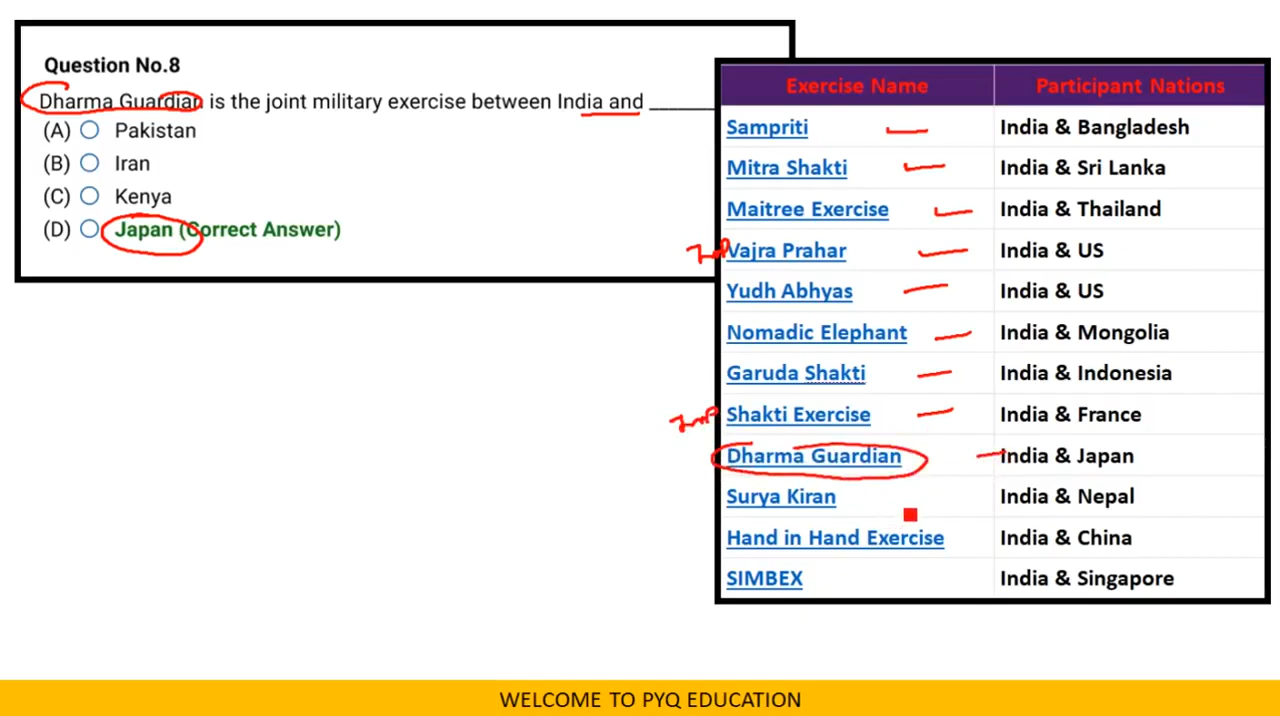 Question No.8
Dharma Guardian is the joint military exercise between India and ______
(A) Pakistan
(B) Iran
(C) Kenya
(D) Japan (Correct Answer)
Exercise Name Participant Nations
Sampriti India & Bangladesh
Mitra Shakti India & Sri Lanka
Maitree Exercise India & Thailand
Imp Vajra Prahar India & US
Yudh Abhyas India & US
Nomadic Elephant India & Mongolia
Garuda Shakti India & Indonesia
Imp Shakti Exercise India & France
Dharma Guardian India & Japan
Surya Kiran India & Nepal
Hand in Hand Exercise India & China
SIMBEX India & Singapore
WELCOME TO PYQ EDUCATION